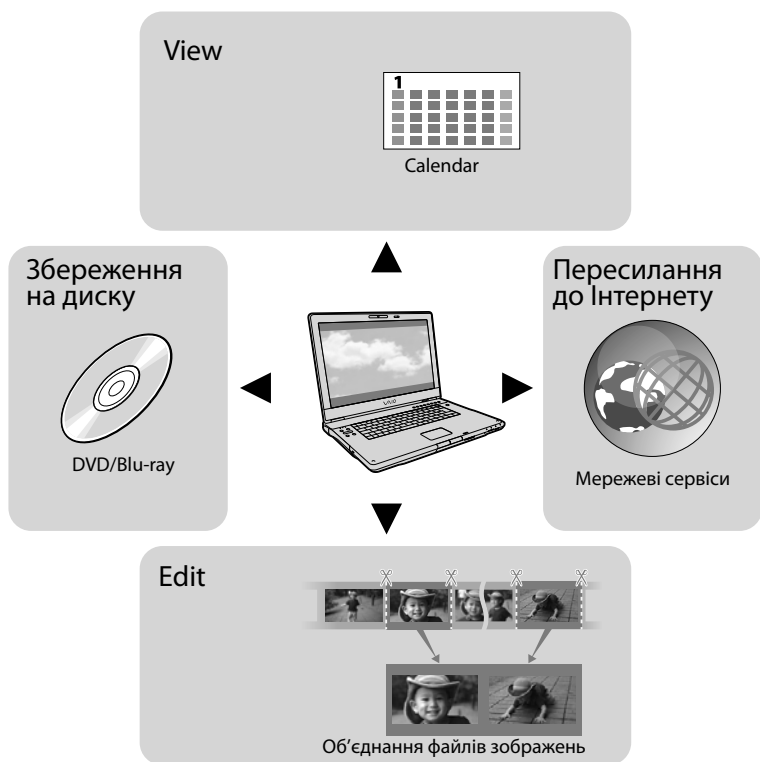 View
1
Calendar
Збереження
на диску
DVD/Blu-ray
VAIO
Пересилання
до Інтернету
Мережеві сервіси
Edit
Об’єднання файлів зображень